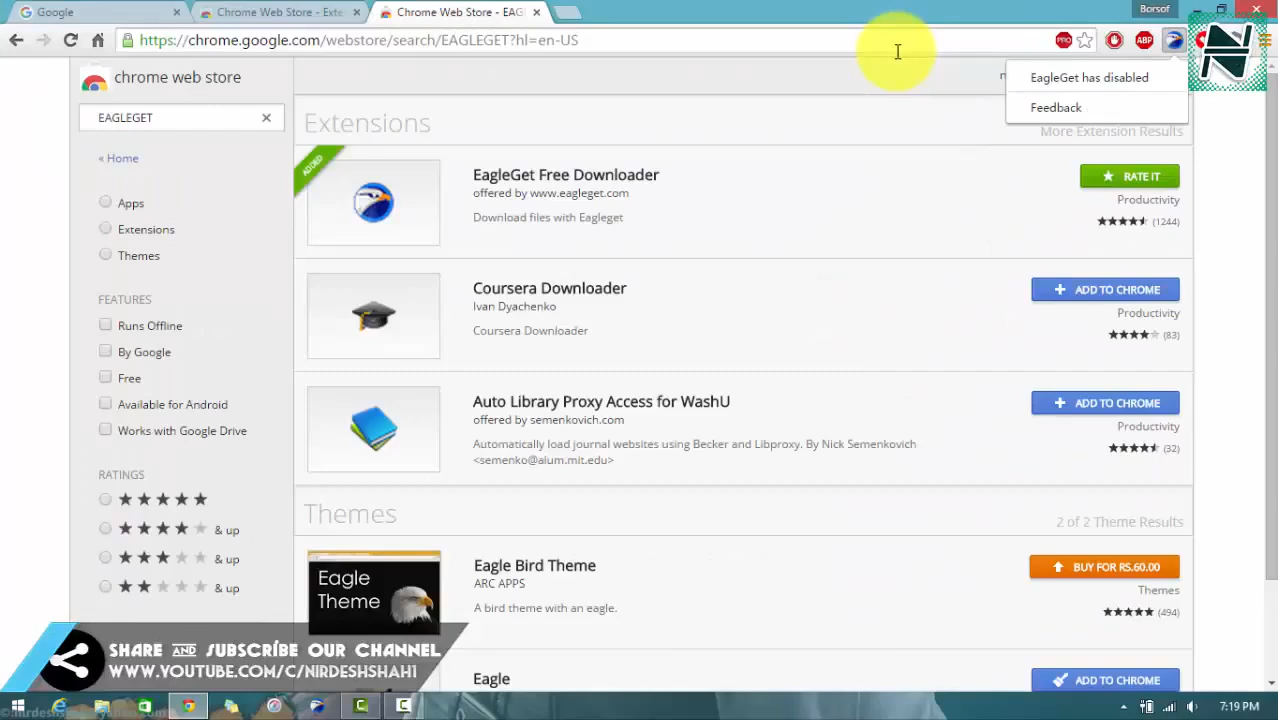 Google
Chrome Web Store - Exte
Chrome Web Store - EAG
Borsof
https://chrome.google.com/webstore/search/EAGLEGET?hl=en-US
PRO
ABP
N
chrome web store
EagleGet has disabled
Feedback
EAGLEGET
Extensions
More Extension Results
« Home
Apps
Extensions
Themes
FEATURES
Runs Offline
By Google
Free
Available for Android
Works with Google Drive
RATINGS
& up
& up
& up
ADDED
EagleGet Free Downloader
offered by www.eagleget.com
Download files with Eagleget
RATE IT
Productivity
(1244)
Coursera Downloader
Ivan Dyachenko
Coursera Downloader
ADD TO CHROME
Productivity
(83)
Auto Library Proxy Access for WashU
offered by semenkovich.com
Automatically load journal websites using Becker and Libproxy. By Nick Semenkovich
<semenko@alum.mit.edu>
ADD TO CHROME
Productivity
(32)
Themes
2 of 2 Theme Results
Eagle
Theme
Eagle Bird Theme
ARC APPS
A bird theme with an eagle.
BUY FOR RS.60.00
Themes
(494)
Eagle
ADD TO CHROME
SHARE AND SUBSCRIBE OUR CHANNEL
WWW.YOUTUBE.COM/C/NIRDESHSHAH1
7:19 PM